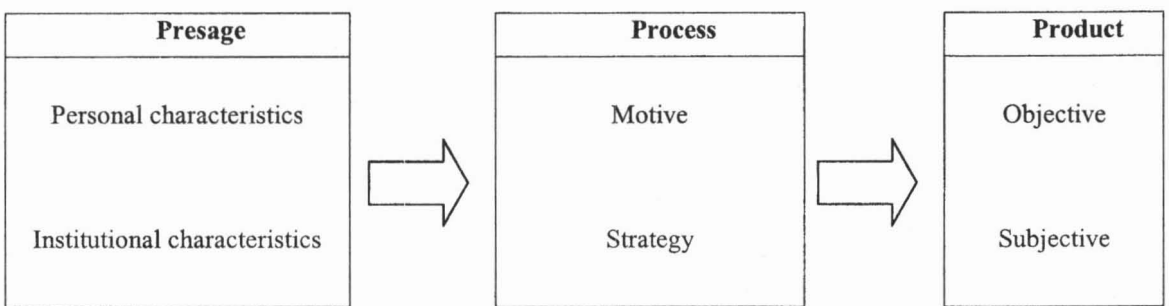 Presage
Personal characteristics
Institutional characteristics
Process
Motive
Strategy
Product
Objective
Subjective